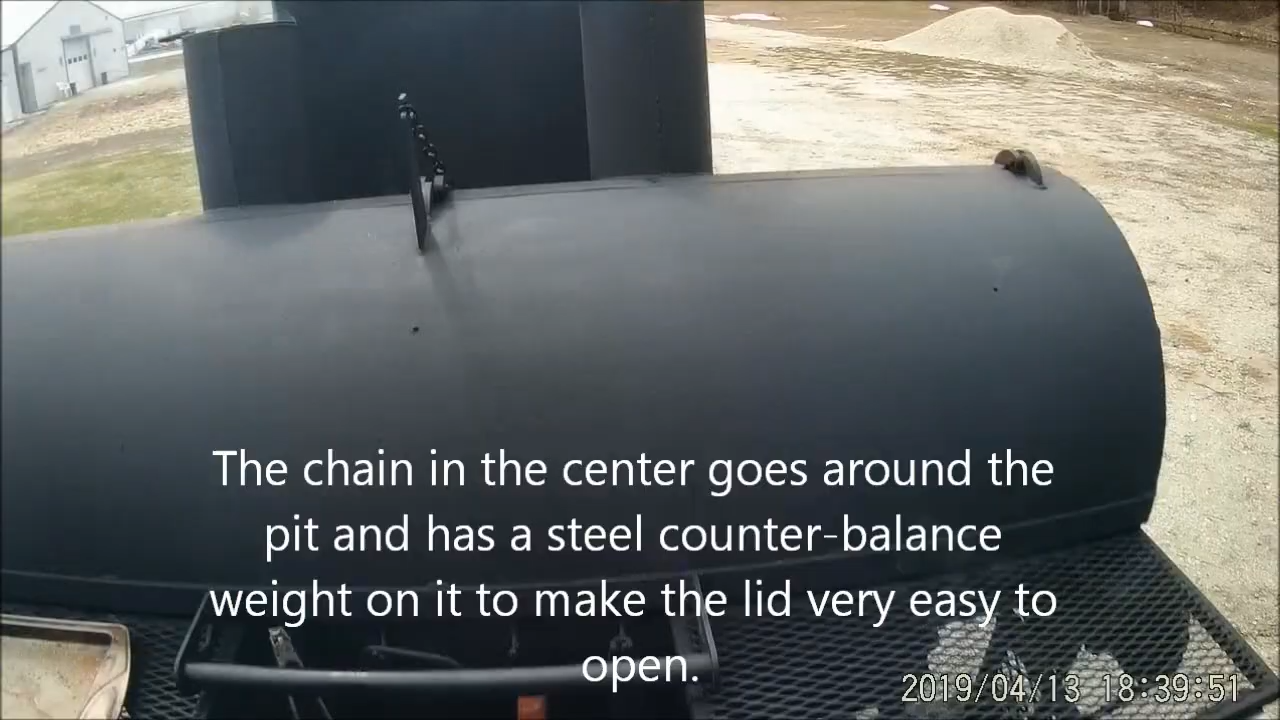 The chain in the center goes around the
pit and has a steel counter-balance
weight on it to make the lid very easy to
open.
2019/04/13 18:39:51